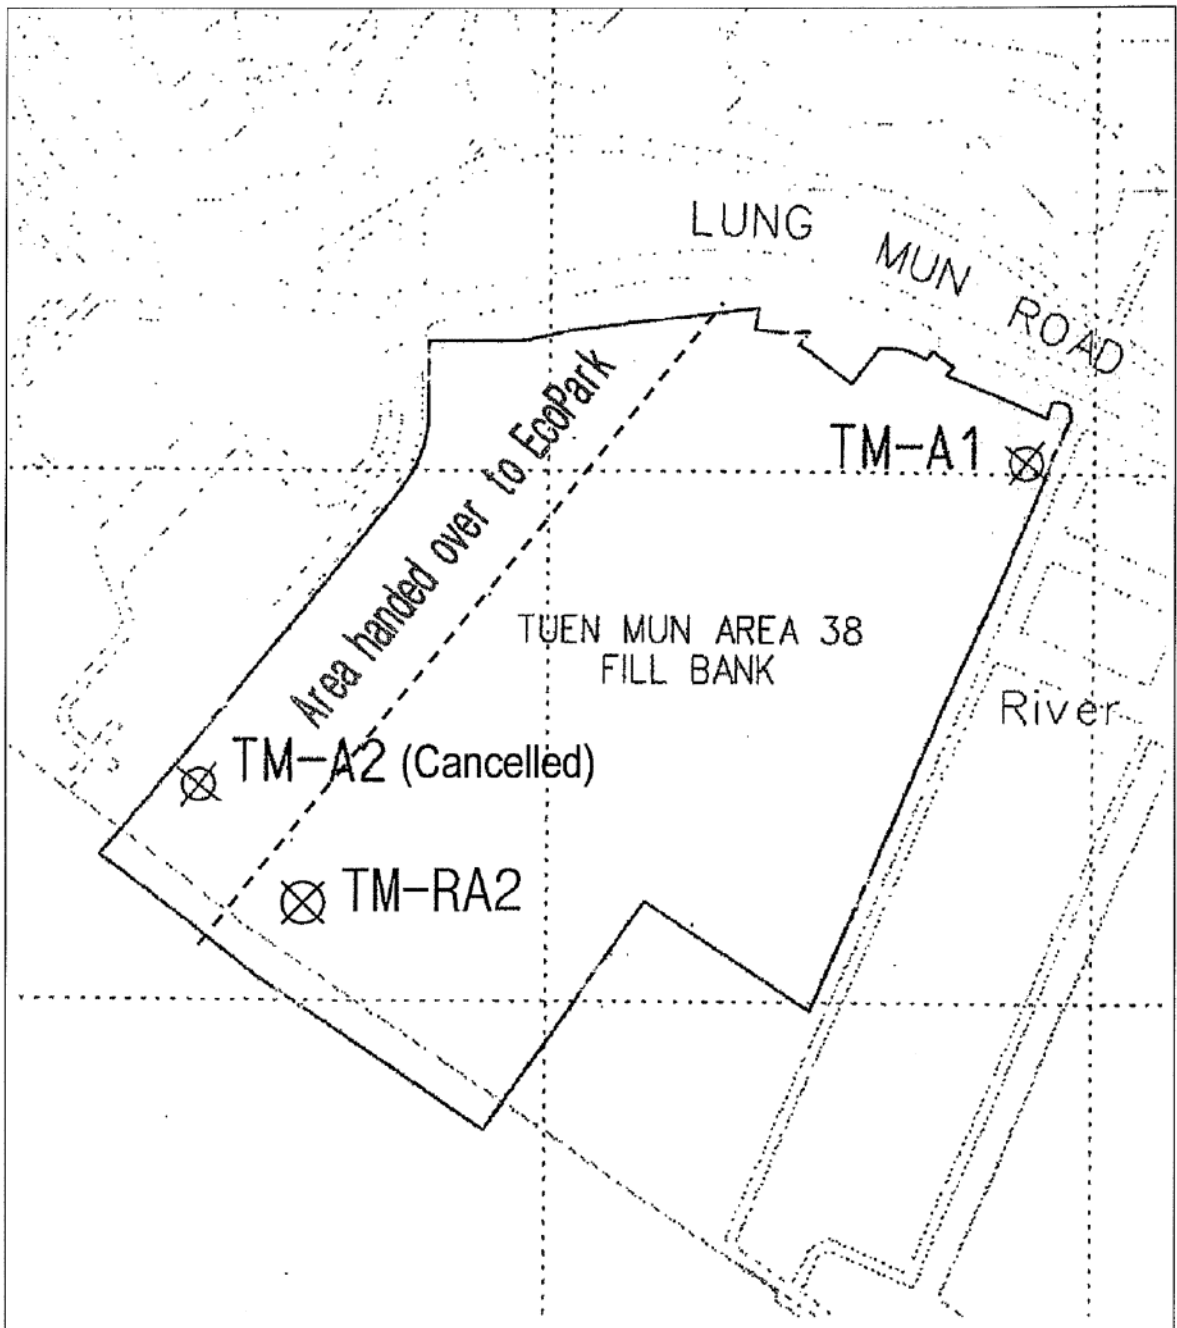 LUNG MUN ROAD
Area handed over to EcoPark
TM-A1
TUEN MUN AREA 38
FILL BANK
River
TM-A2 (Cancelled)
TM-RA2